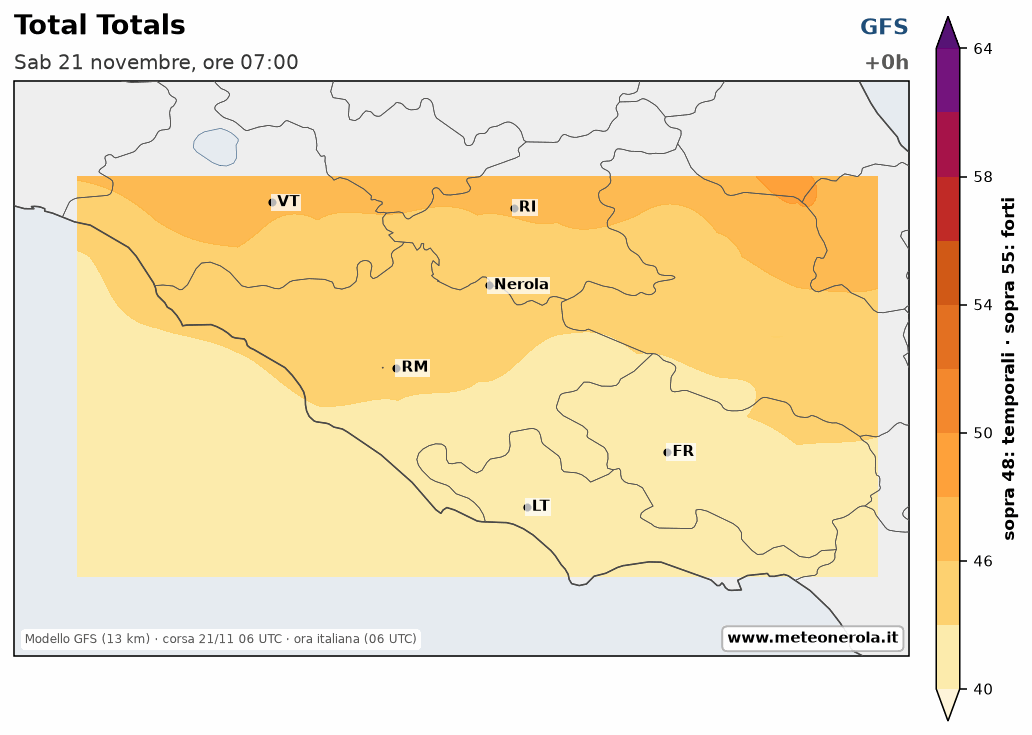 Total Totals
GFS
Sab 21 novembre, ore 07:00
+0h
64
58
54
50
46
40
sopra 48: temporali · sopra 55: forti
VT
RI
Nerola
RM
FR
LT
Modello GFS (13 km) · corsa 21/11 06 UTC · ora italiana (06 UTC)
www.meteonerola.it